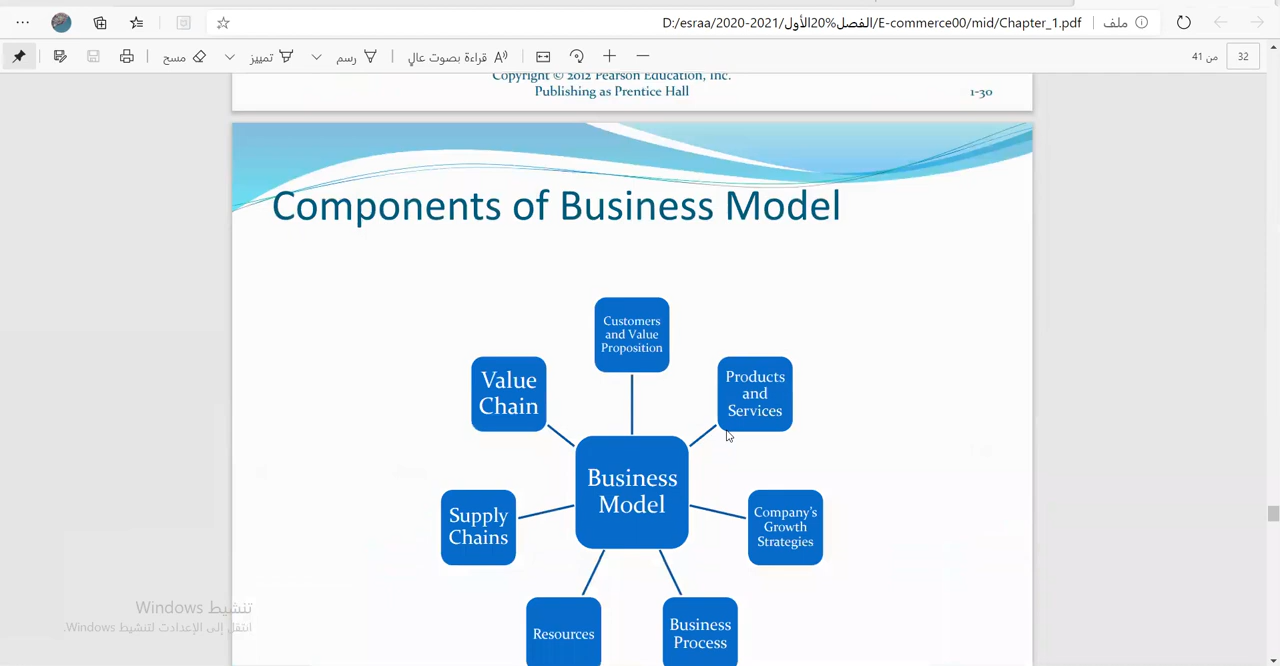 D:/esraa/2020-2021/الفصل%20الأول/E-commerce00/mid/Chapter_1.pdf
ملف
مسح
تمييز
رسم
قراءة بصوت عالٍ
41 من
32
Copyright © 2012 Pearson Education, Inc.
Publishing as Prentice Hall
1-30
Components of Business Model
Customers
and Value
Proposition
Value
Chain
Products
and
Services
Business
Model
Supply
Chains
Company's
Growth
Strategies
Resources
Business
Process
تنشيط Windows
انتقل إلى الإعدادات لتنشيط Windows.